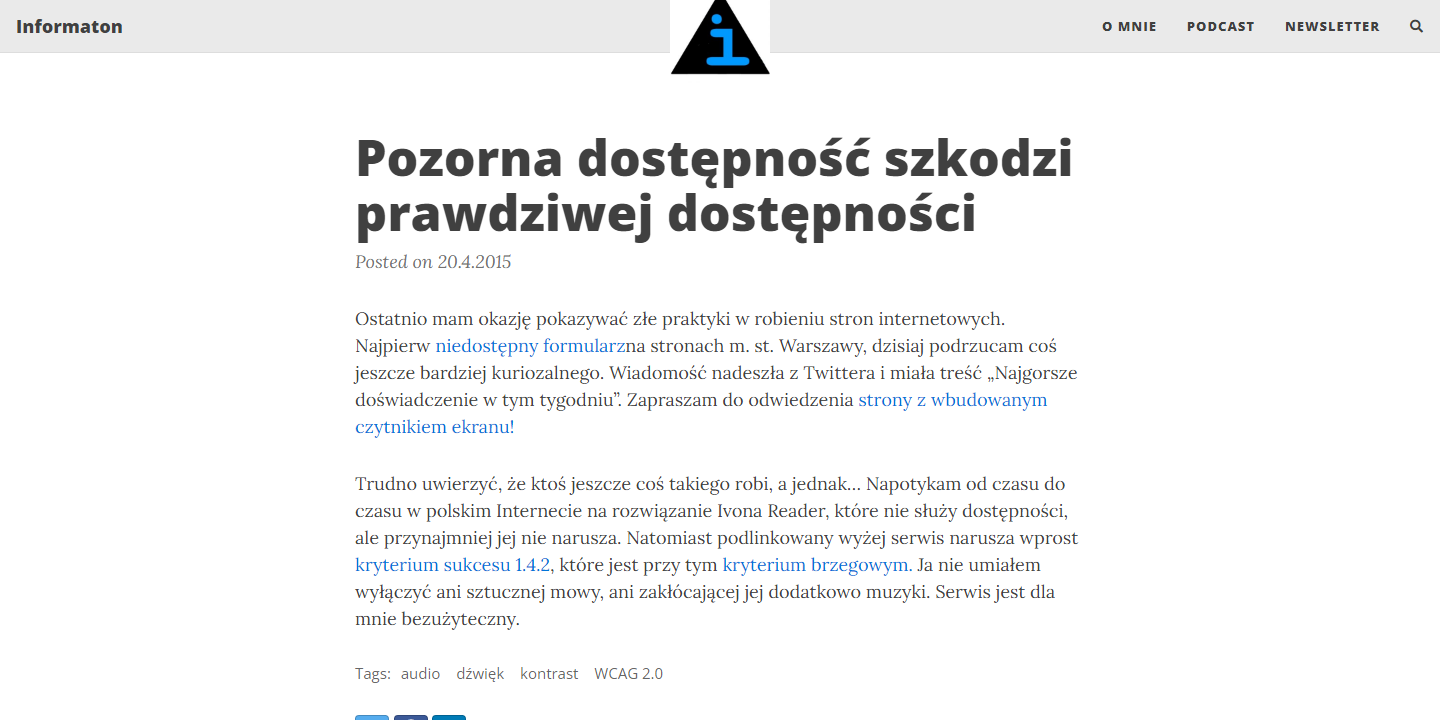 Informaton
i
O MNIE
PODCAST
NEWSLETTER
Pozorna dostępność szkodzi
prawdziwej dostępności
Posted on 20.4.2015
Ostatnio mam okazję pokazywać złe praktyki w robieniu stron internetowych.
Najpierw niedostępny formularzna stronach m. st. Warszawy, dzisiaj podrzucam coś
jeszcze bardziej kuriozalnego. Wiadomość nadeszła z Twittera i miała treść „Najgorsze
doświadczenie w tym tygodniu”. Zapraszam do odwiedzenia strony z wbudowanym
czytnikiem ekranu!
Trudno uwierzyć, że ktoś jeszcze coś takiego robi, a jednak… Napotykam od czasu do
czasu w polskim Internecie na rozwiązanie Ivona Reader, które nie służy dostępności,
ale przynajmniej jej nie narusza. Natomiast podlinkowany wyżej serwis narusza wprost
kryterium sukcesu 1.4.2, które jest przy tym kryterium brzegowym. Ja nie umiałem
wyłączyć ani sztucznej mowy, ani zakłócającej jej dodatkowo muzyki. Serwis jest dla
mnie bezużyteczny.
Tags: audio dźwięk kontrast WCAG 2.0